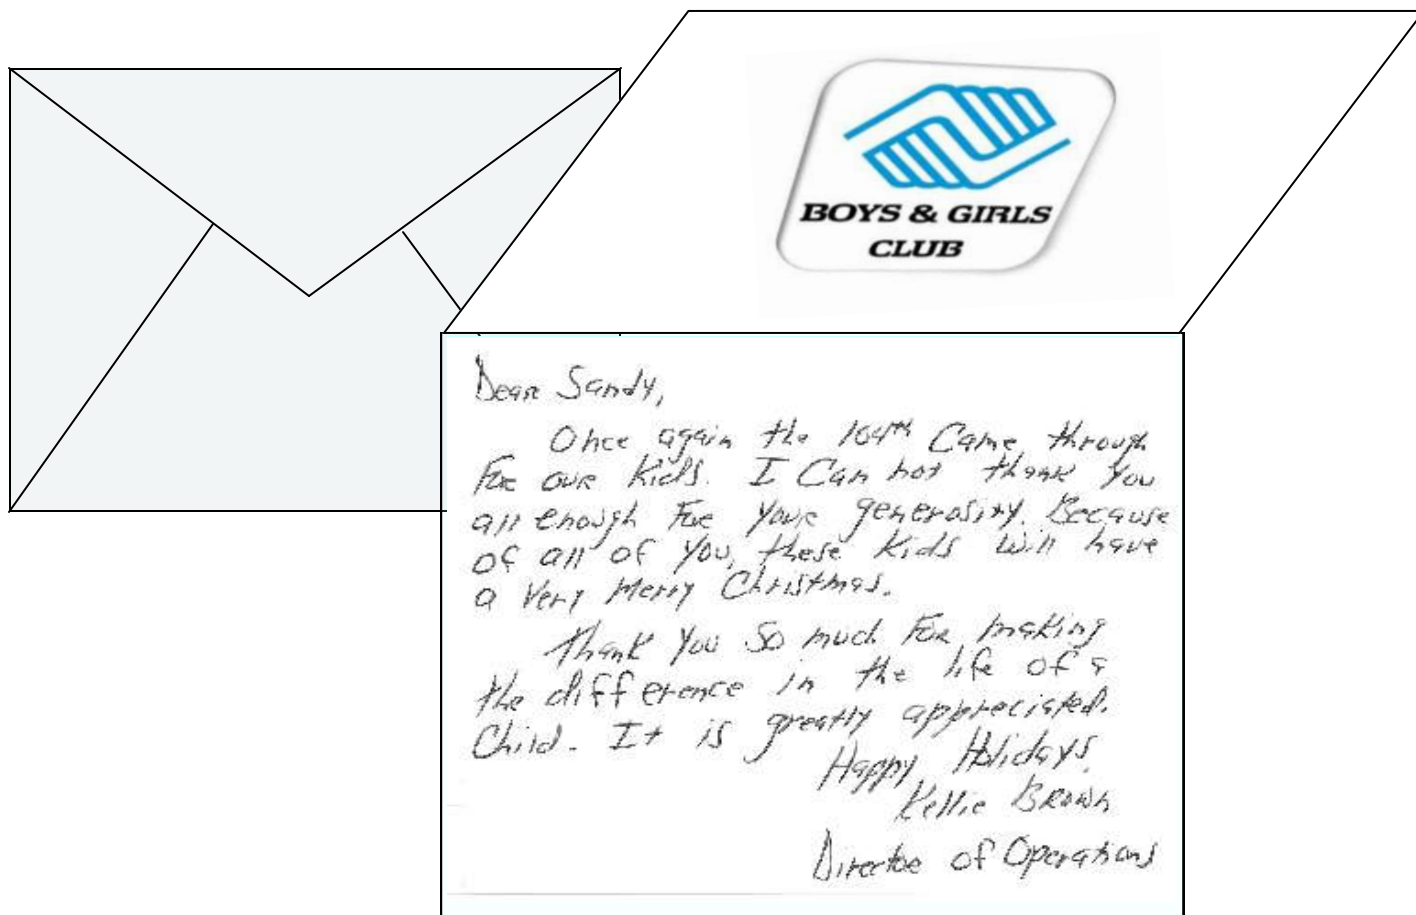 BOYS & GIRLS
CLUB
Dear Sandy,
Once again the 164th Came through
For our Kids. I Can not thank You
all enough For your generosity. Because
of all of you, these Kids will have
a Very Merry Christmas.
Thank You So much For making
the difference in the life of a
Child. It is greatly appreciated.
Happy Holidays.
Kellie Brown
Director of Operations